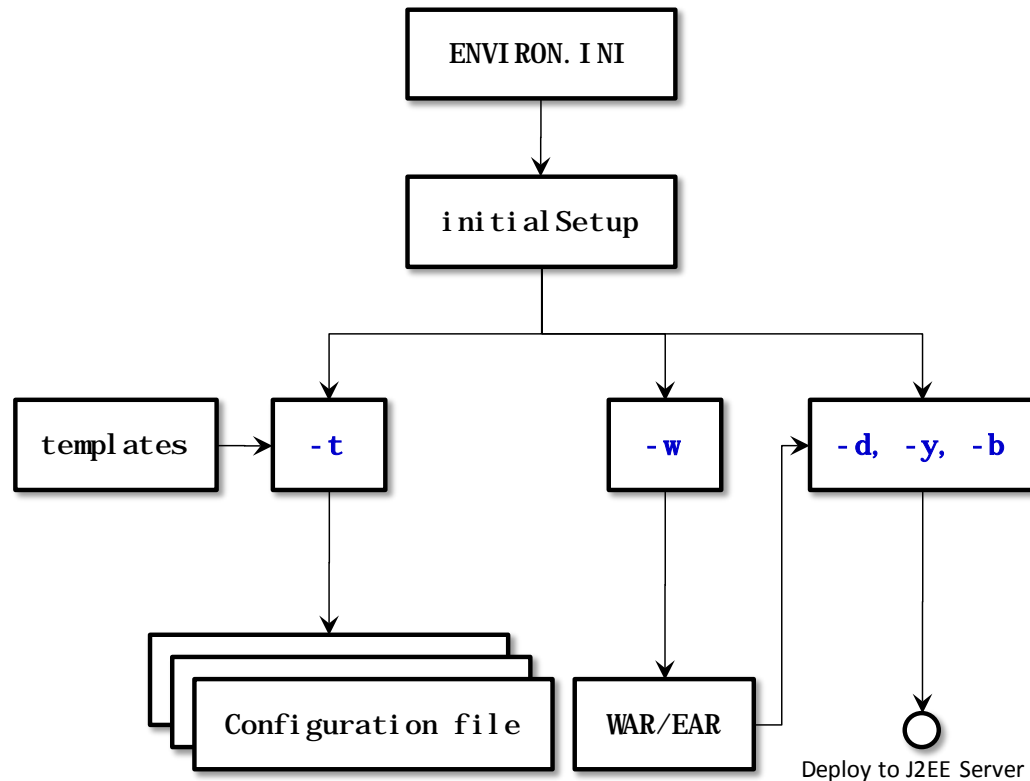 ENVIRON.INI
initialSetup
templates
-t
-w
-d, -y, -b
Configuration file
WAR/EAR
Deploy to J2EE Server